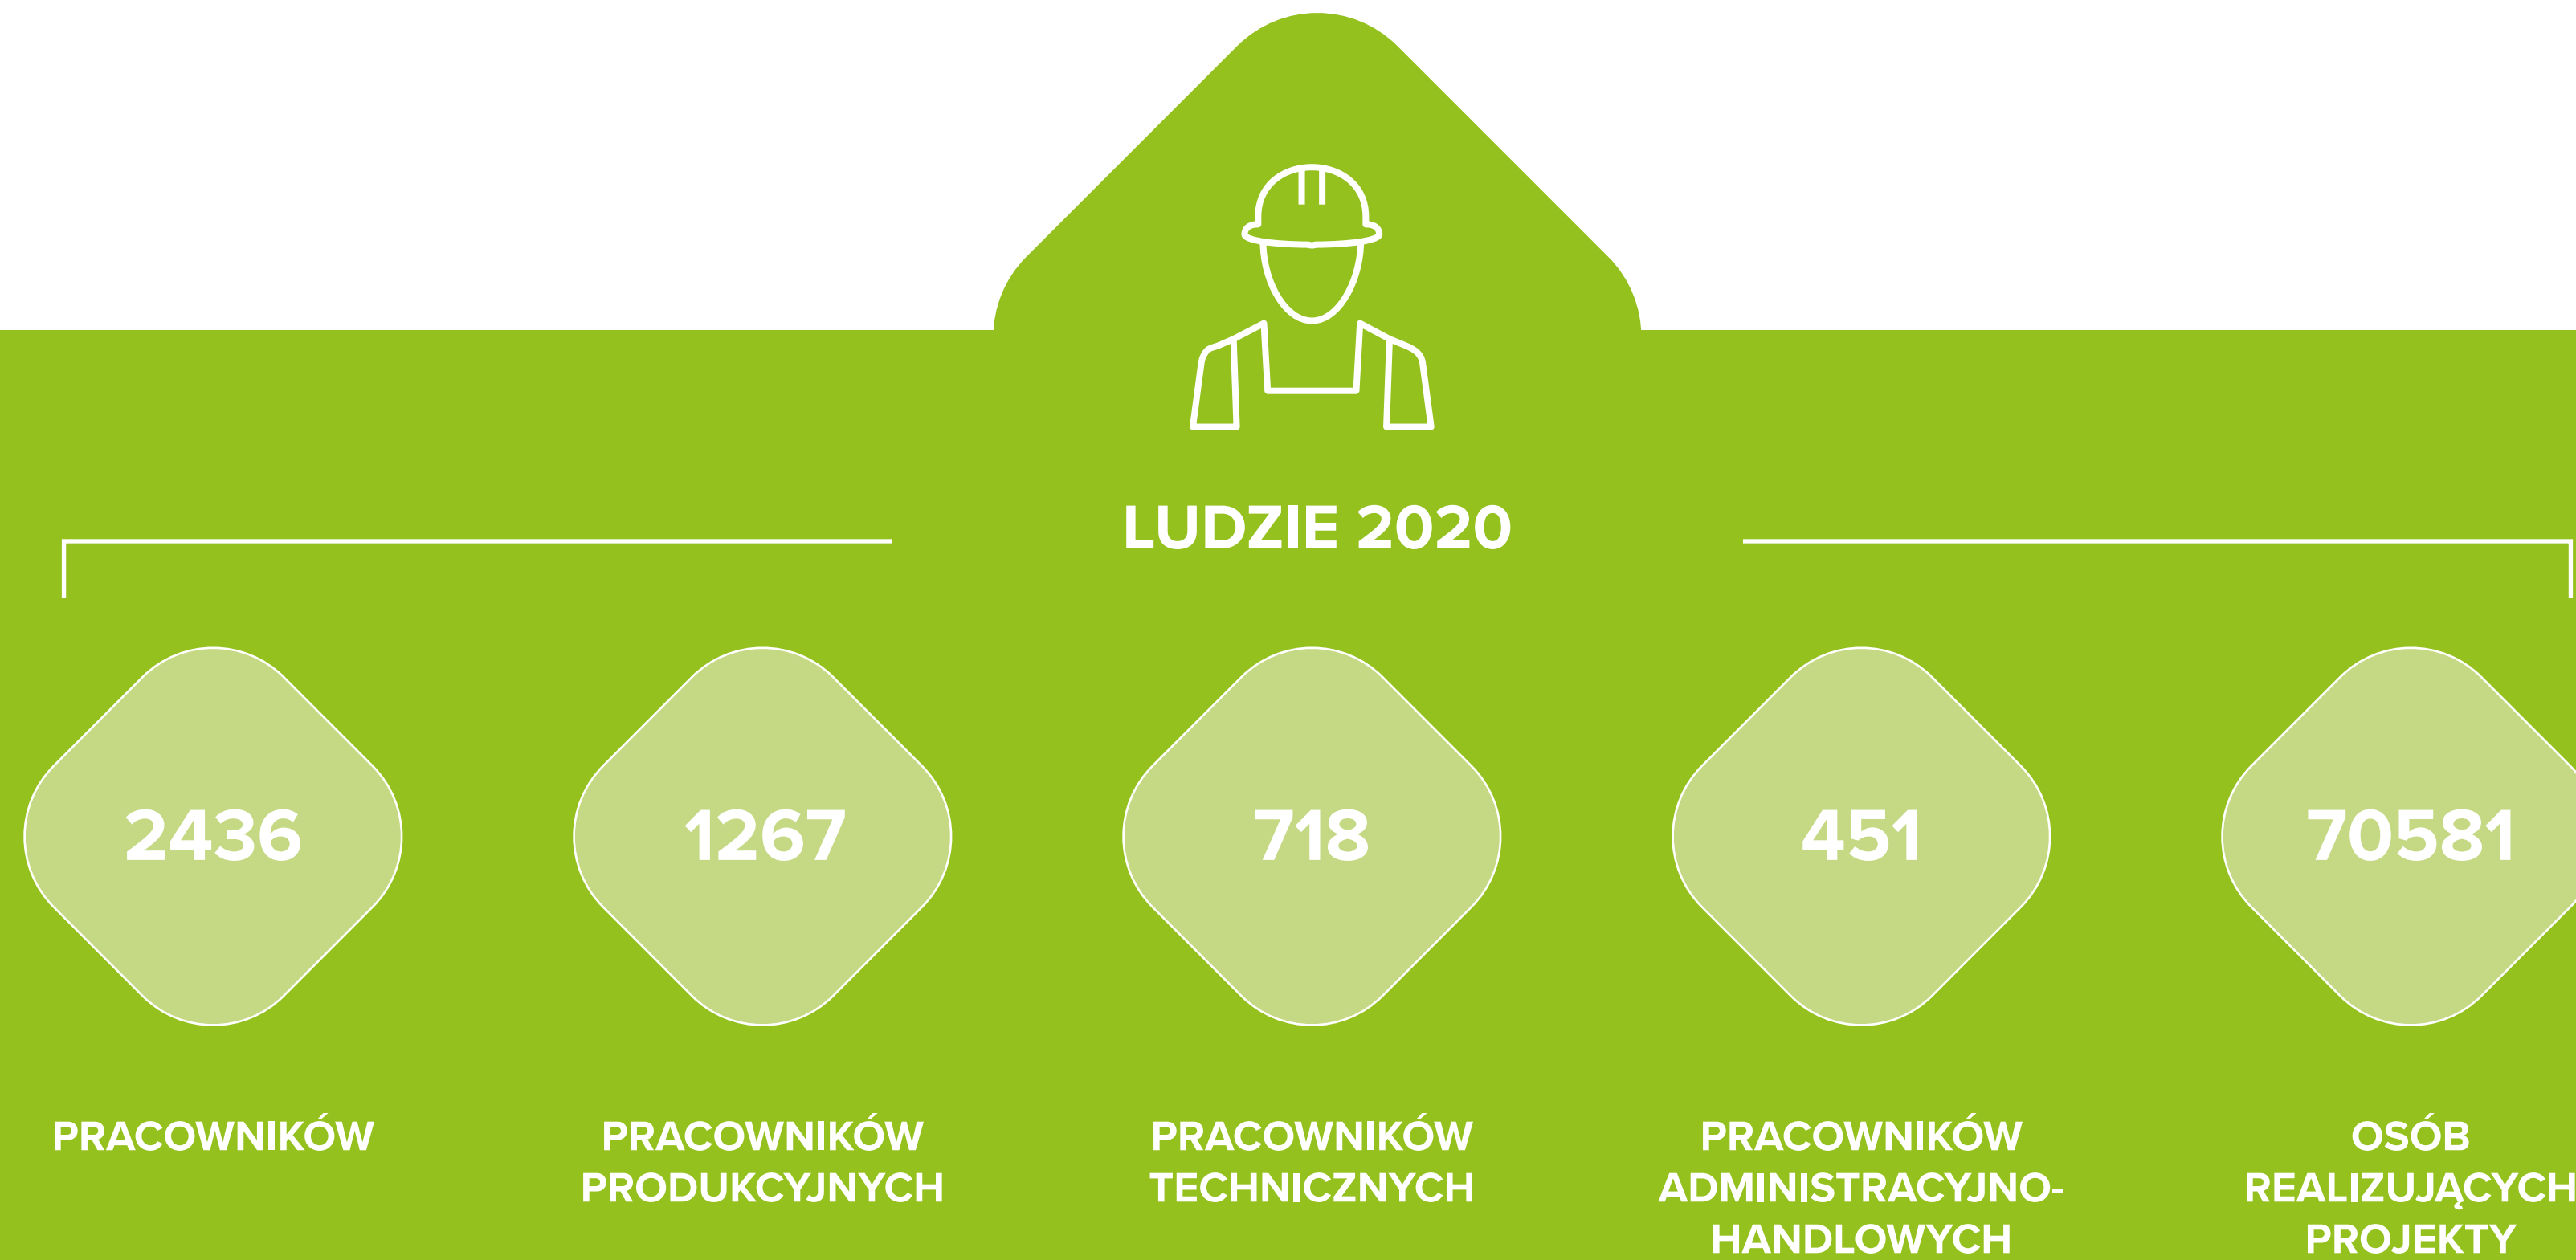 LUDZIE 2020
2436
1267
718
451
70581
PRACOWNIKÓW
PRACOWNIKÓW
PRODUKCYJNYCH
PRACOWNIKÓW
TECHNICZNYCH
PRACOWNIKÓW
ADMINISTRACYJNO-
HANDLOWYCH
OSÓB
REALIZUJĄCYCH
PROJEKTY